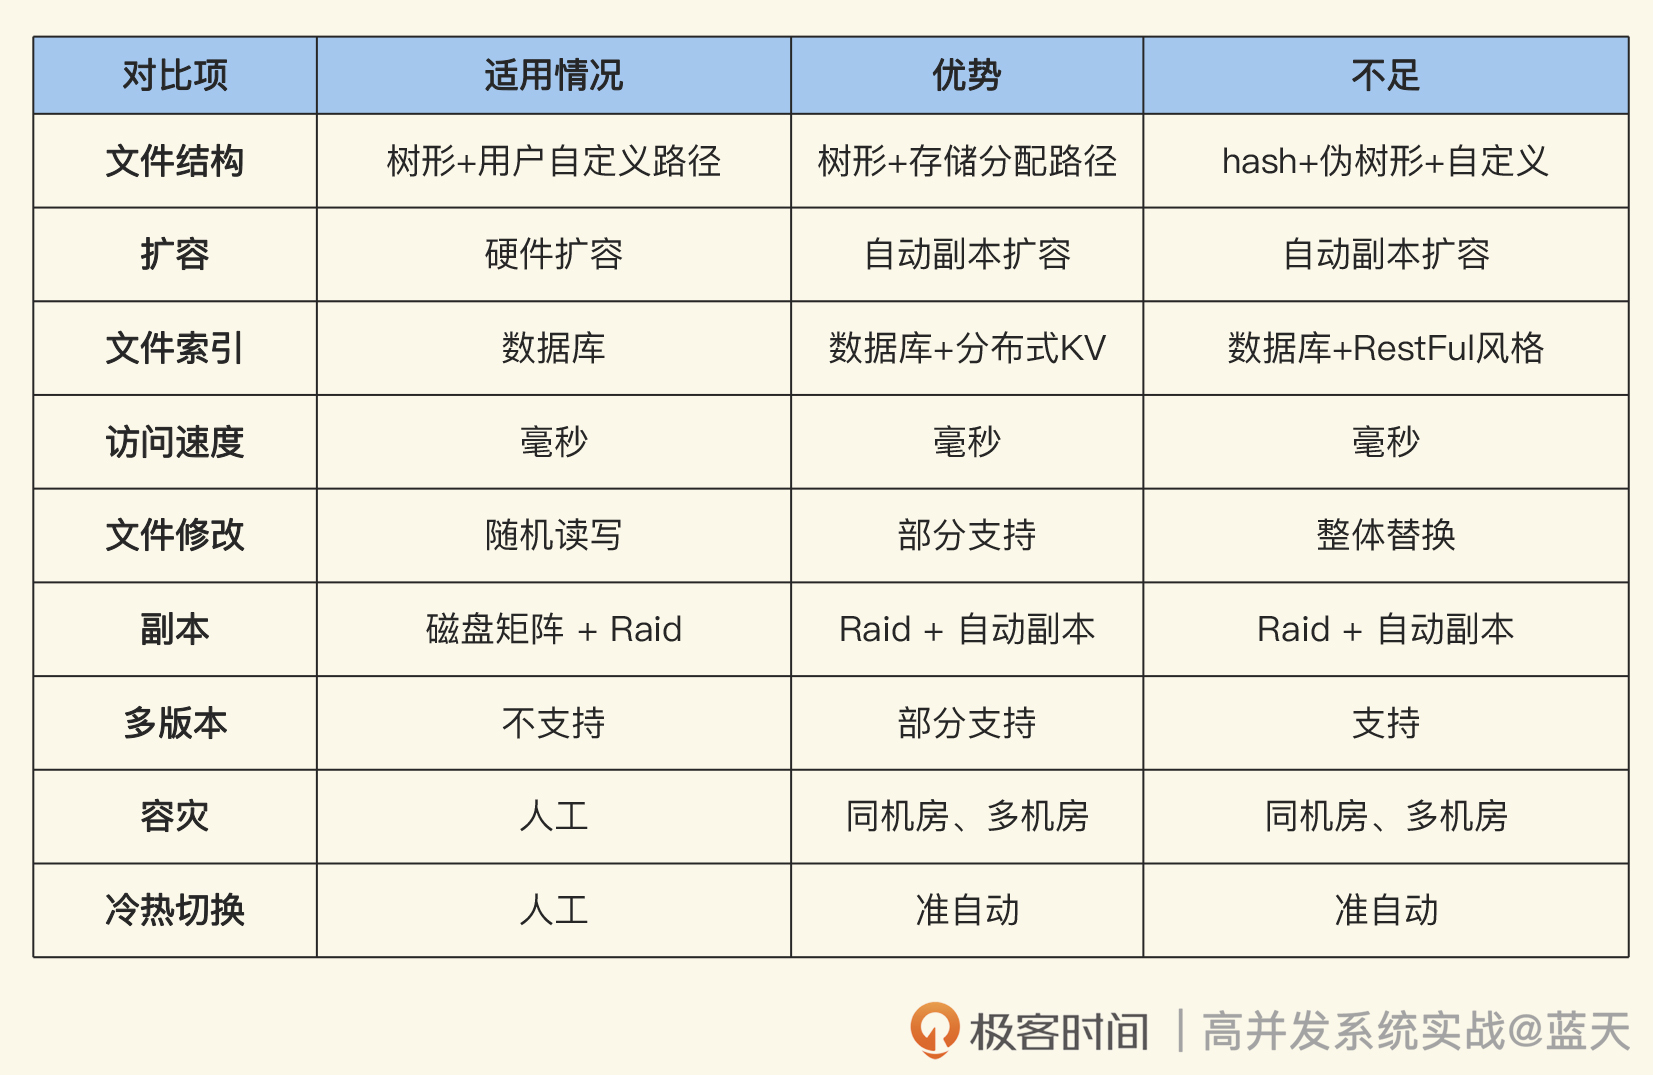 对比项 适用情况 优势 不足
文件结构 树形+用户自定义路径 树形+存储分配路径 hash+伪树形+自定义
扩容 硬件扩容 自动副本扩容 自动副本扩容
文件索引 数据库 数据库+分布式KV 数据库+RestFul风格
访问速度 毫秒 毫秒 毫秒
文件修改 随机读写 部分支持 整体替换
副本 磁盘矩阵 + Raid Raid + 自动副本 Raid + 自动副本
多版本 不支持 部分支持 支持
容灾 人工 同机房、多机房 同机房、多机房
冷热切换 人工 准自动 准自动
极客时间 | 高并发系统实战@蓝天